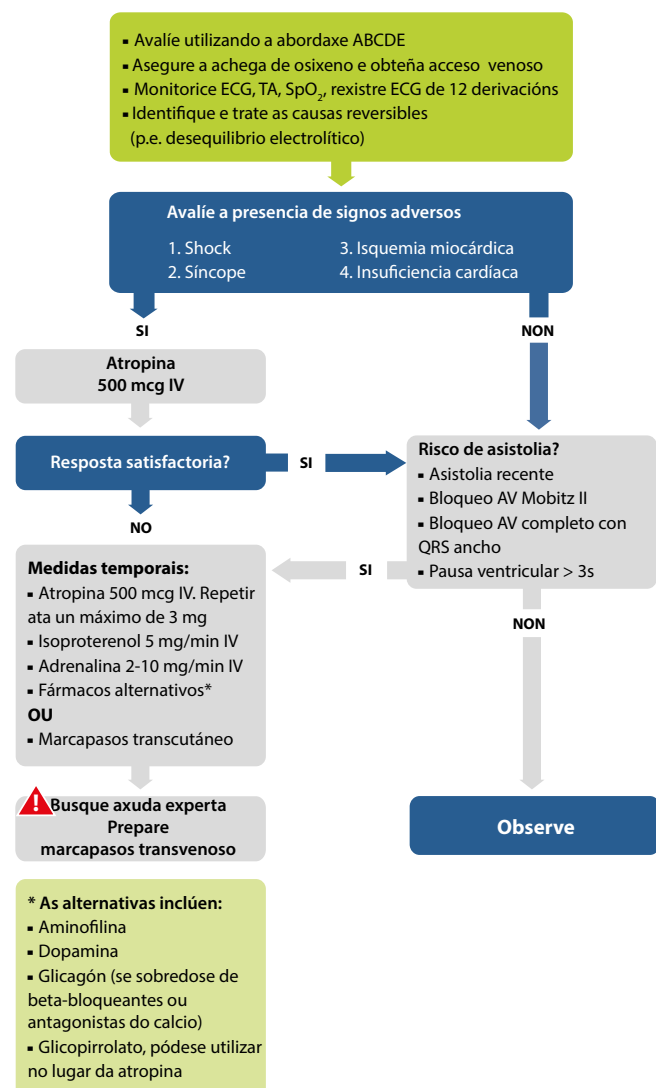 ▪ Avalíe utilizando a abordaxe ABCDE
▪ Asegure a achega de osixeno e obteña acceso venoso
▪ Monitorice ECG, TA, SpO₂, rexistre ECG de 12 derivacións
▪ Identifique e trate as causas reversibles
(p.e. desequilibrio electrolítico)
Avalíe a presencia de signos adversos
1. Shock
2. Síncope
3. Isquemia miocárdica
4. Insuficiencia cardíaca
SI
NON
Atropina
500 mcg IV
Resposta satisfactoria?
SI
Risco de asistolia?
▪ Asistolia recente
▪ Bloqueo AV Mobitz II
▪ Bloqueo AV completo con
QRS ancho
▪ Pausa ventricular > 3s
NO
SI
NON
Medidas temporais:
▪ Atropina 500 mcg IV. Repetir
ata un máximo de 3 mg
▪ Isoproterenol 5 mg/min IV
▪ Adrenalina 2-10 mg/min IV
▪ Fármacos alternativos*
OU
▪ Marcapasos transcutáneo
! Busque axuda experta
Prepare
marcapasos transvenoso
Observe
* As alternativas inclúen:
▪ Aminofilina
▪ Dopamina
▪ Glicagón (se sobredose de
beta-bloqueantes ou
antagonistas do calcio)
▪ Glicopirrolato, pódese utilizar
no lugar da atropina